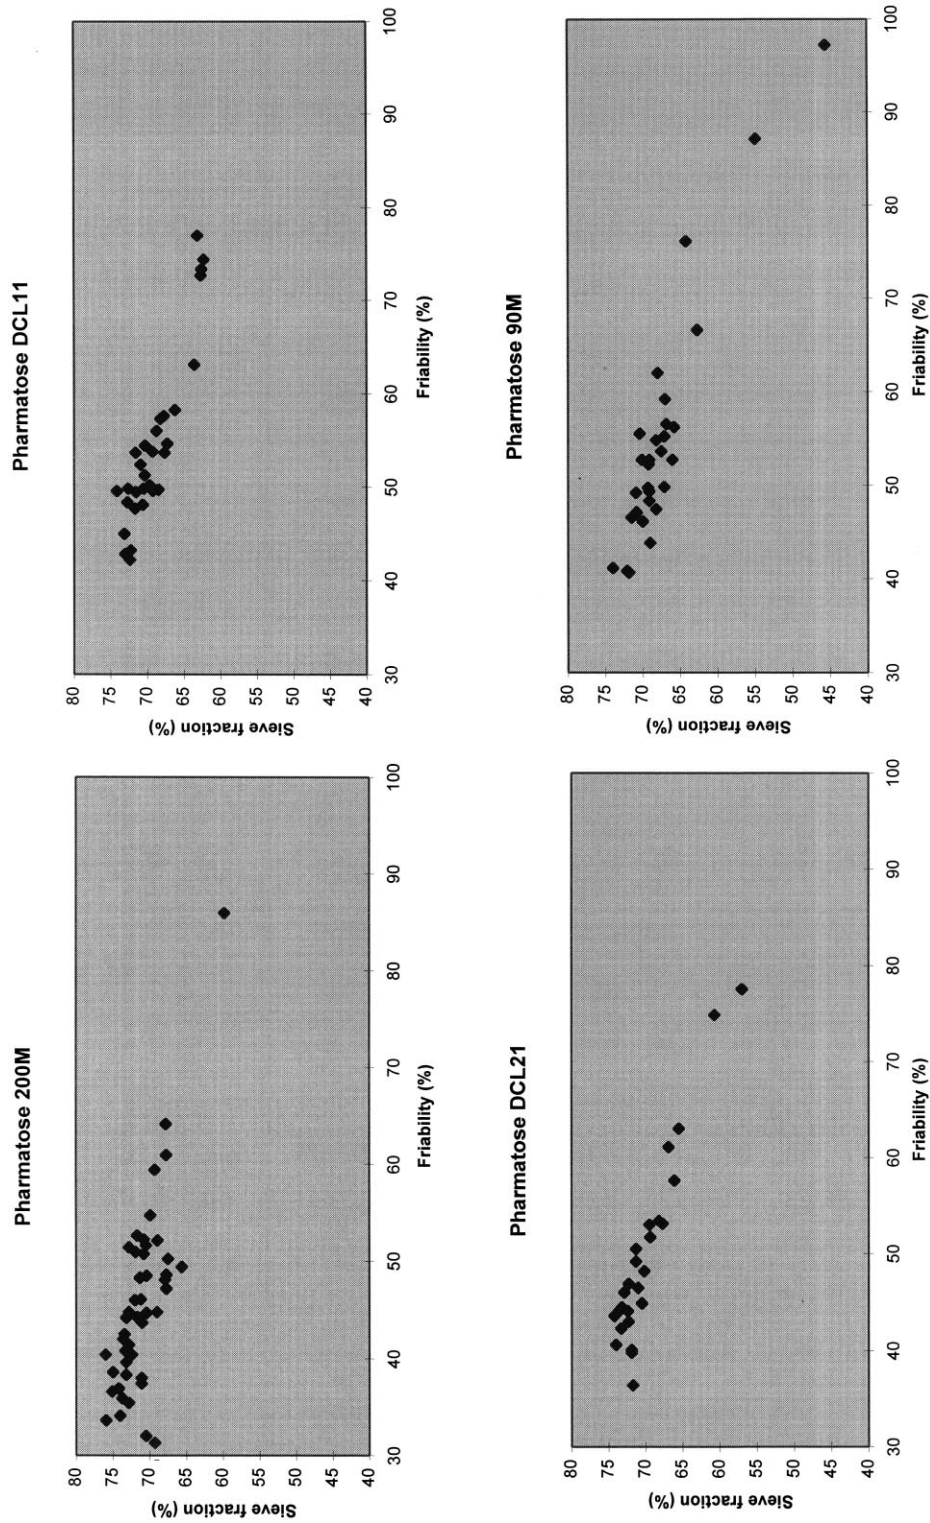 Pharmatose 200M
Sieve fraction (%)
80
75
70
65
60
55
50
45
40
30 40 50 60 70 80 90 100
Friability (%)
Pharmatose DCL11
Sieve fraction (%)
80
75
70
65
60
55
50
45
40
30 40 50 60 70 80 90 100
Friability (%)
Pharmatose DCL21
Sieve fraction (%)
80
75
70
65
60
55
50
45
40
30 40 50 60 70 80 90 100
Friability (%)
Pharmatose 90M
Sieve fraction (%)
80
75
70
65
60
55
50
45
40
30 40 50 60 70 80 90 100
Friability (%)